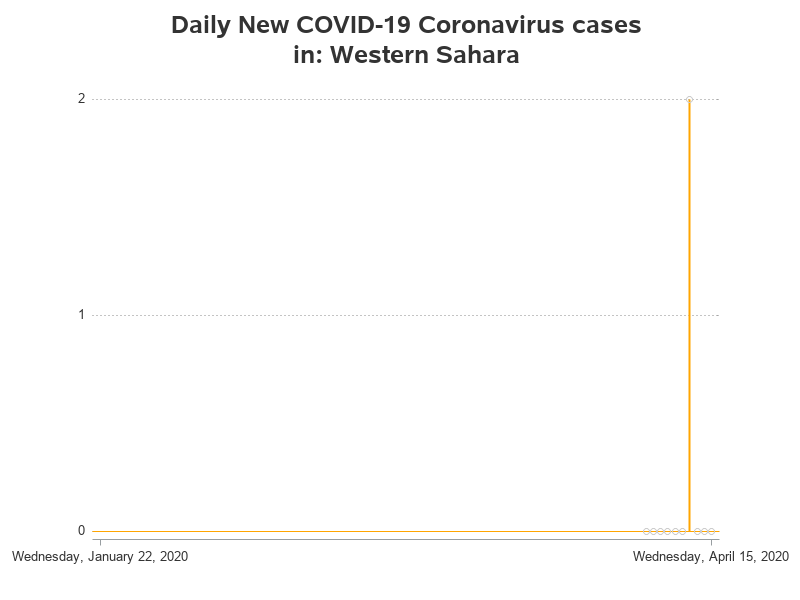 Daily New COVID-19 Coronavirus cases
in: Western Sahara
2
1
0
Wednesday, January 22, 2020
Wednesday, April 15, 2020